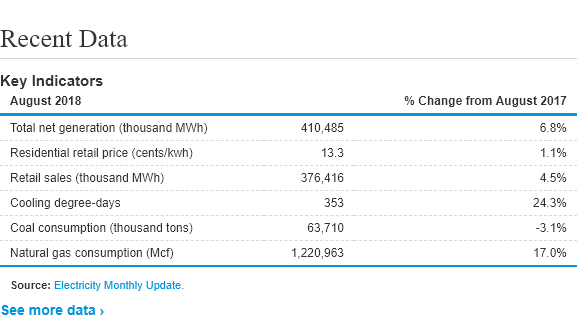 Recent Data
Key Indicators
August 2018 % Change from August 2017
Total net generation (thousand MWh) 410,485 6.8%
Residential retail price (cents/kwh) 13.3 1.1%
Retail sales (thousand MWh) 376,416 4.5%
Cooling degree-days 353 24.3%
Coal consumption (thousand tons) 63,710 -3.1%
Natural gas consumption (Mcf) 1,220,963 17.0%
Source: Electricity Monthly Update.
See more data ›